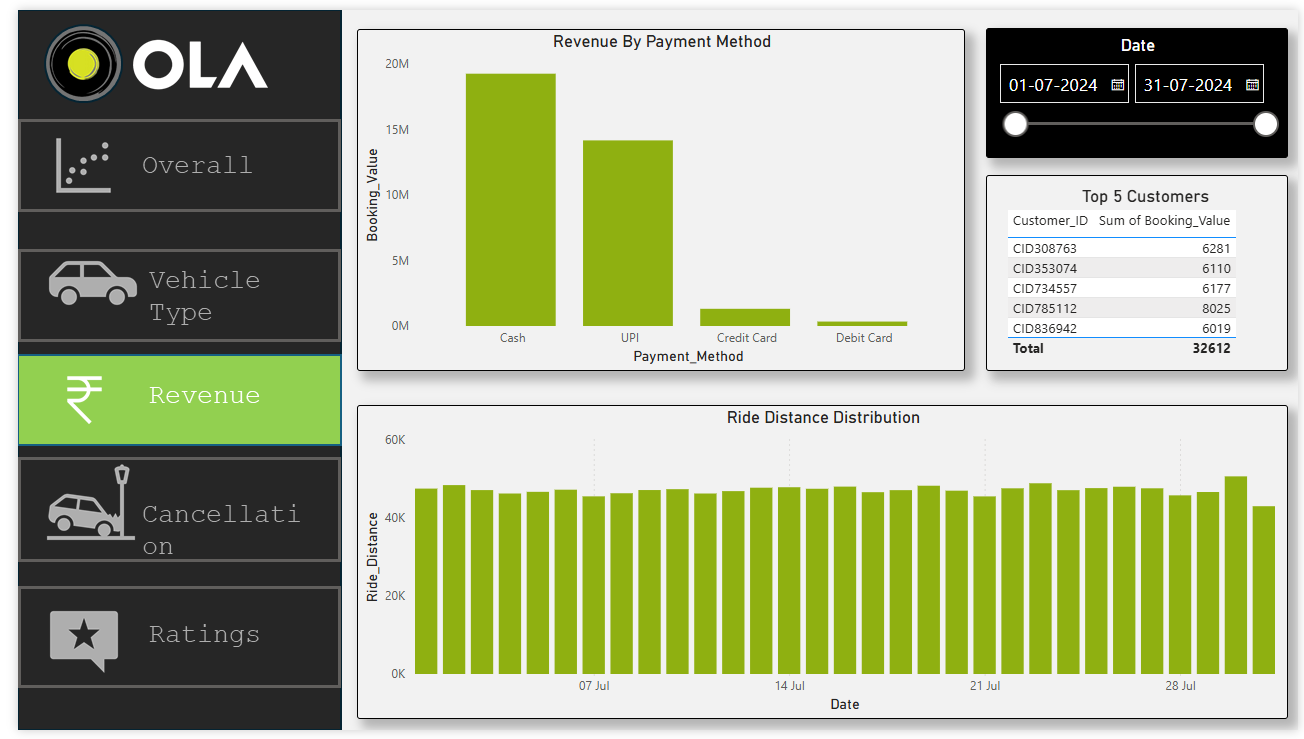 OLA
Overall
Vehicle
Type
Revenue
Cancellati
on
Ratings
Revenue By Payment Method
20M
15M
10M
5M
0M
Booking_Value
Cash UPI Credit Card Debit Card
Payment_Method
Date
01-07-2024 31-07-2024
Top 5 Customers
Customer_ID Sum of Booking_Value
CID308763 6281
CID353074 6110
CID734557 6177
CID785112 8025
CID836942 6019
Total 32612
Ride Distance Distribution
60K
40K
20K
0K
Ride_Distance
07 Jul 14 Jul 21 Jul 28 Jul
Date